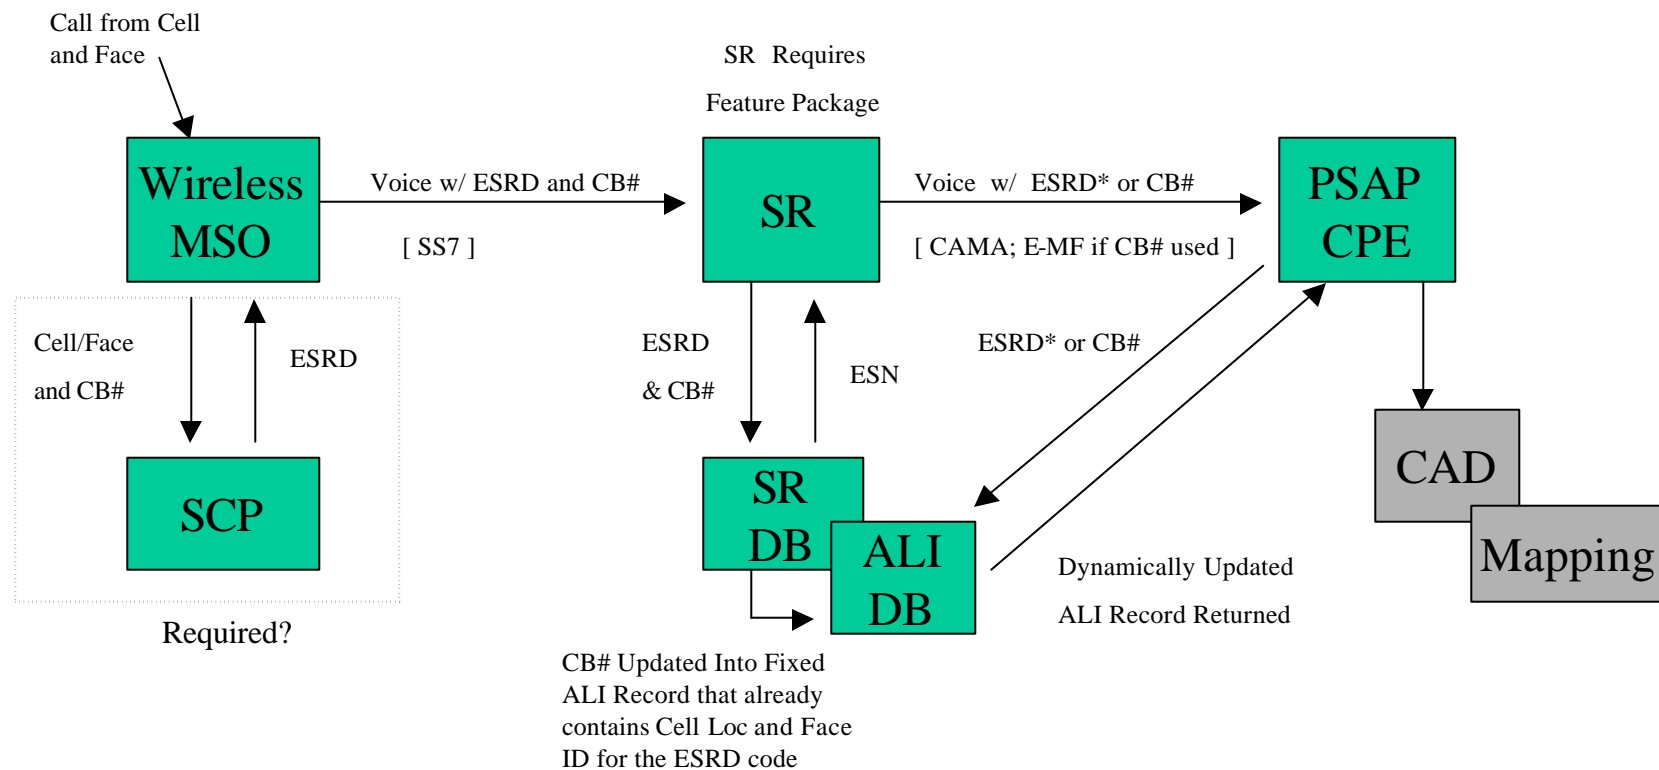 Call from Cell
and Face
SR Requires
Feature Package
Wireless
MSO
Voice w/ ESRD and CB#
[ SS7 ]
SR
Voice w/ ESRD* or CB#
[ CAMA; E-MF if CB# used ]
PSAP
CPE
Cell/Face
and CB#
ESRD
ESRD
& CB#
ESN
ESRD* or CB#
SCP
SR
DB
ALI
DB
CAD
Mapping
Dynamically Updated
ALI Record Returned
Required?
CB# Updated Into Fixed
ALI Record that already
contains Cell Loc and Face
ID for the ESRD code